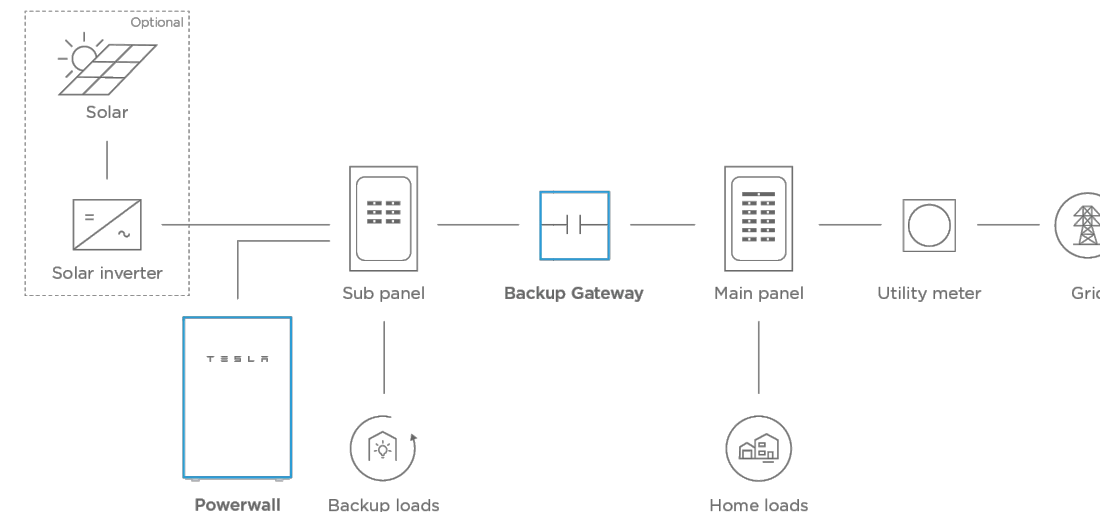 Optional
Solar
Solar inverter
Sub panel
Backup Gateway
Main panel
Utility meter
TESLA
Powerwall
Backup loads
Home loads